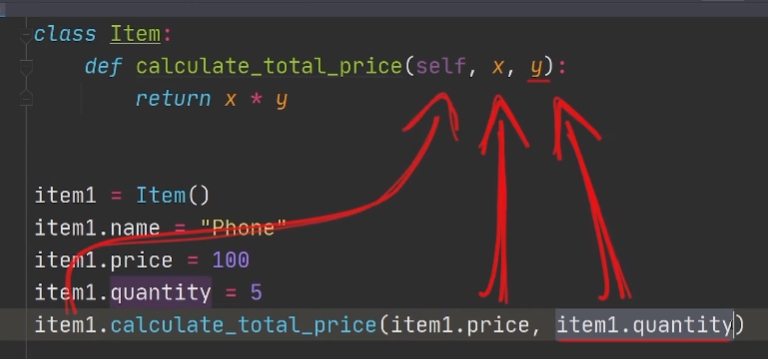 class Item:
    def calculate_total_price(self, x, y):
        return x * y
item1 = Item()
item1.name = "Phone"
item1.price = 100
item1.quantity = 5
item1.calculate_total_price(item1.price, item1.quantity)